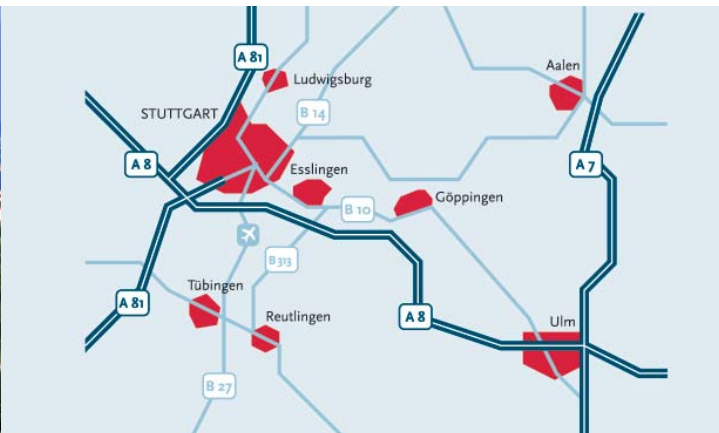 A 81
Ludwigsburg
Aalen
STUTTGART
B 14
A 8
Esslingen
A 7
Göppingen
B 10
B 313
Tübingen
A 81
Reutlingen
A 8
Ulm
B 27